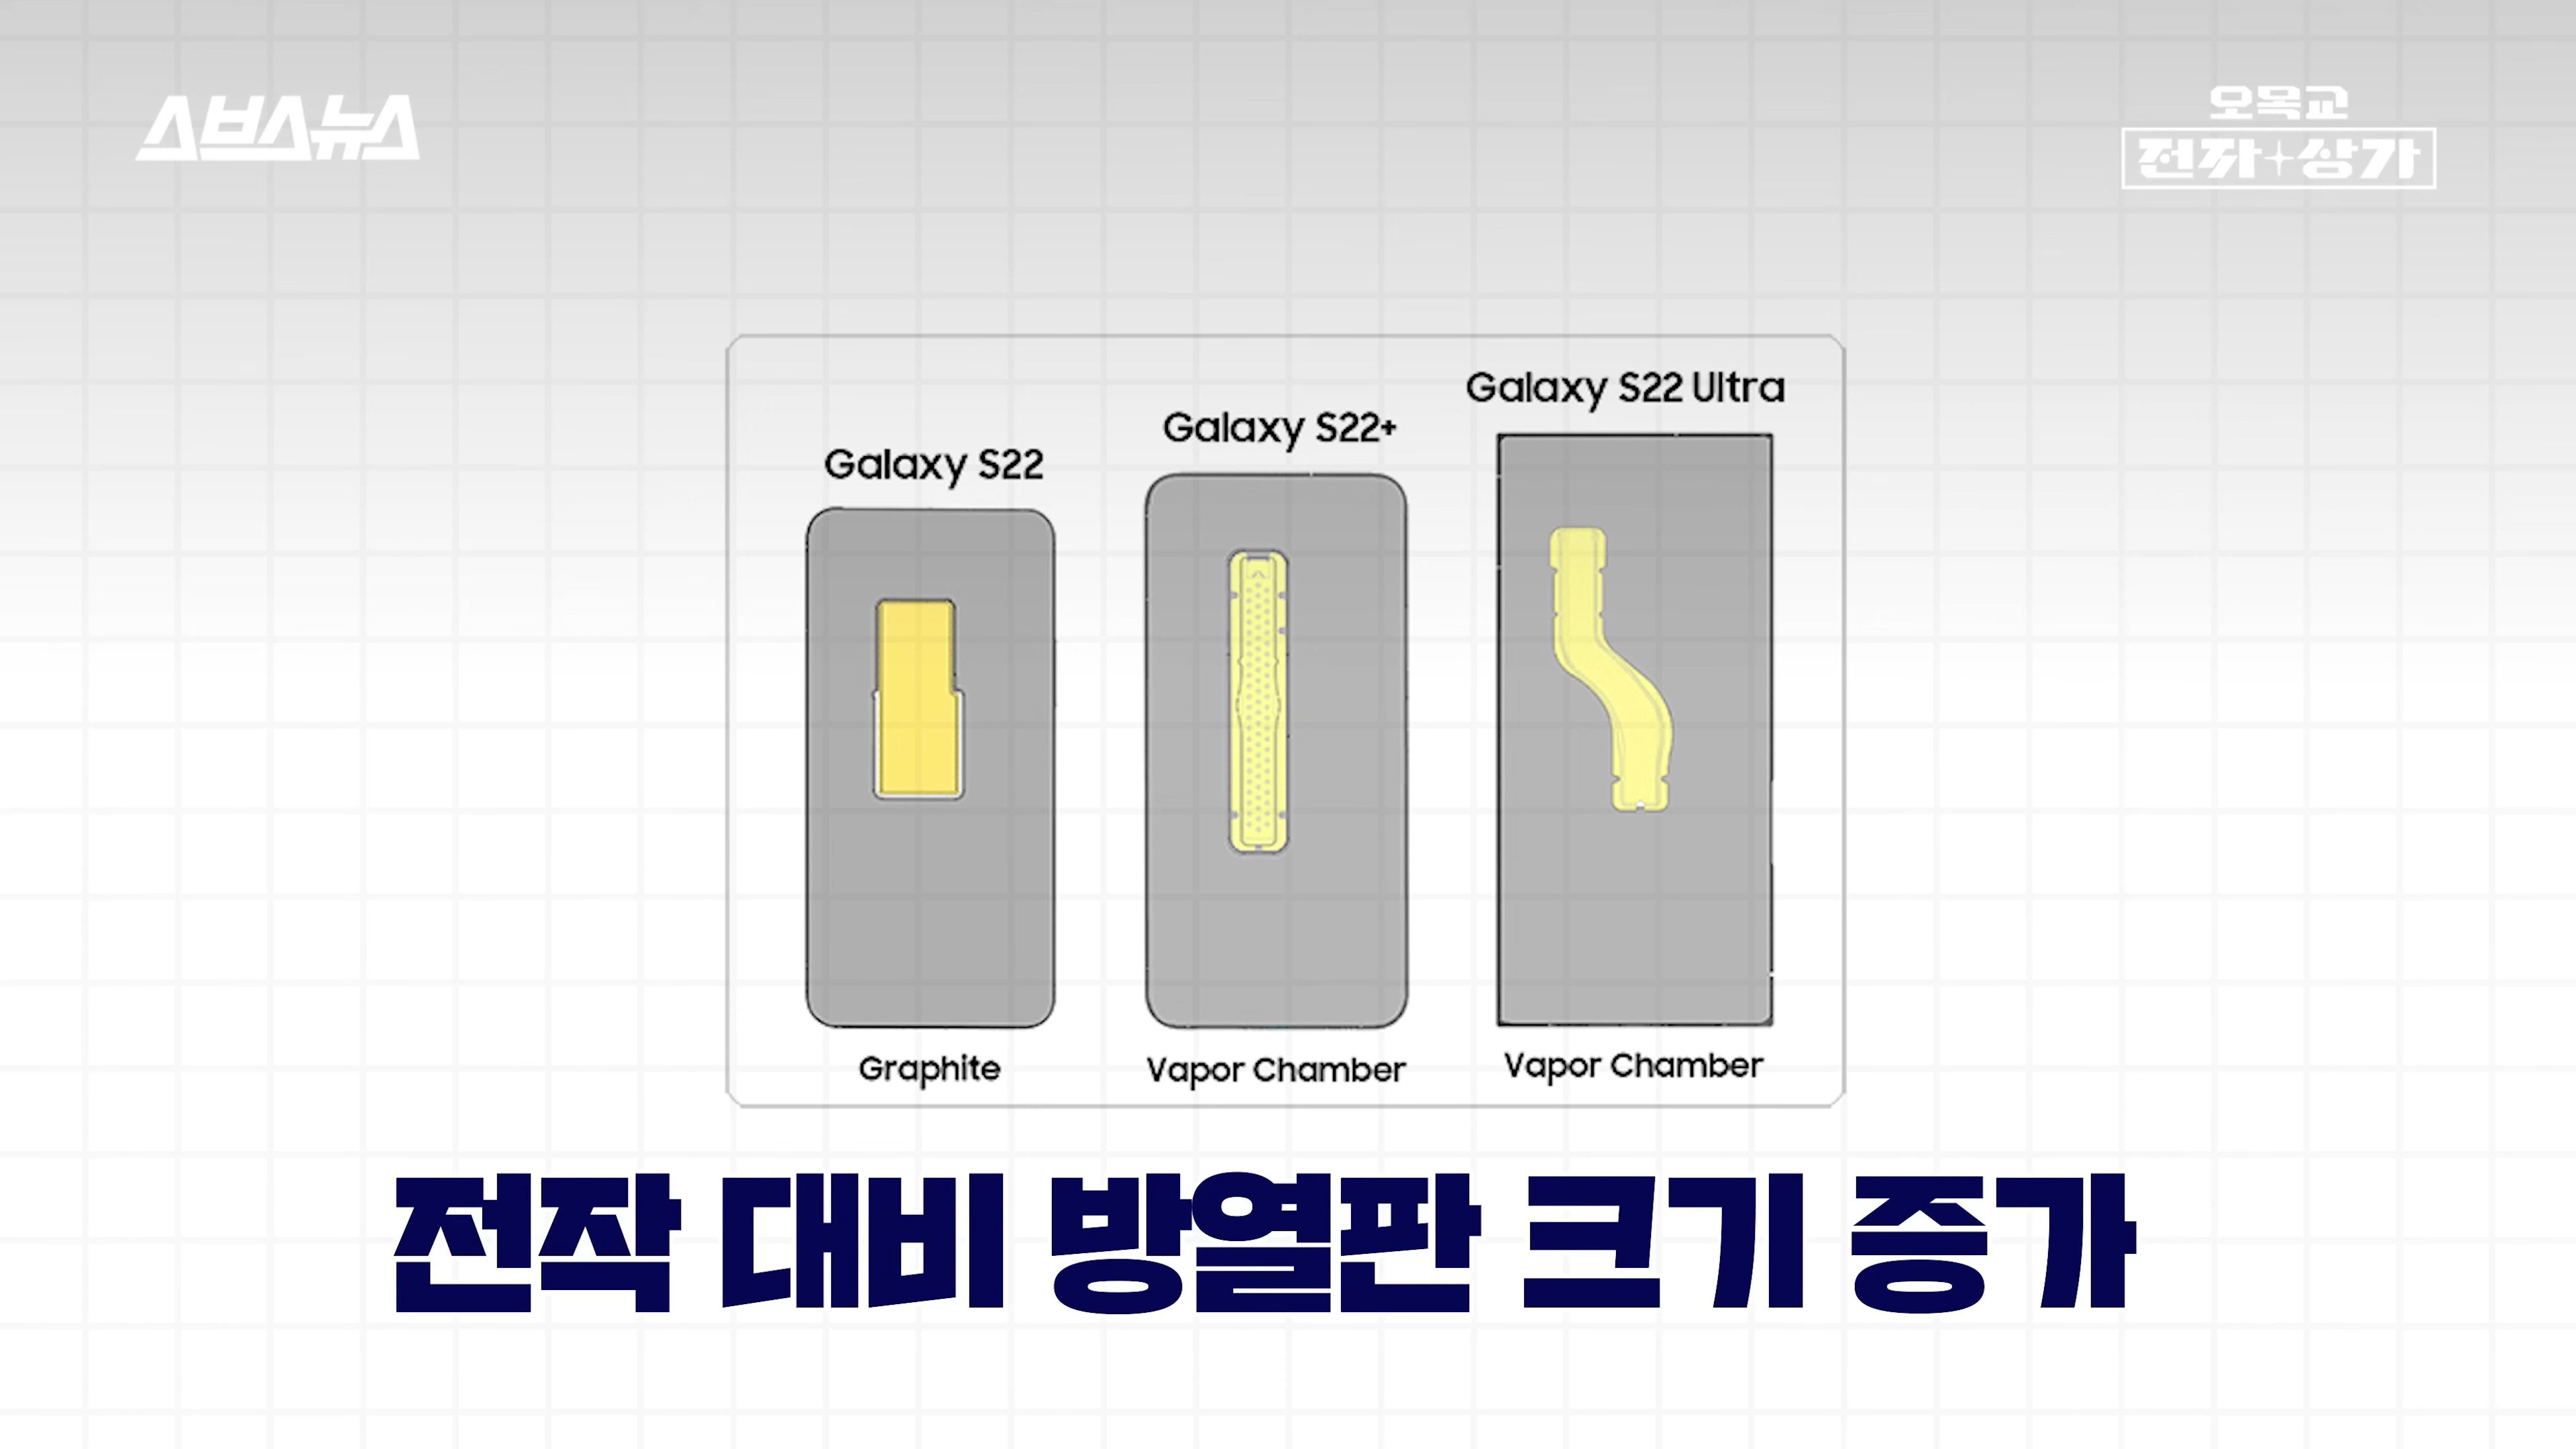 스브스뉴스
오목교
전자상가
Galaxy S22
Galaxy S22+
Galaxy S22 Ultra
Graphite
Vapor Chamber
Vapor Chamber
전작 대비 방열판 크기 증가